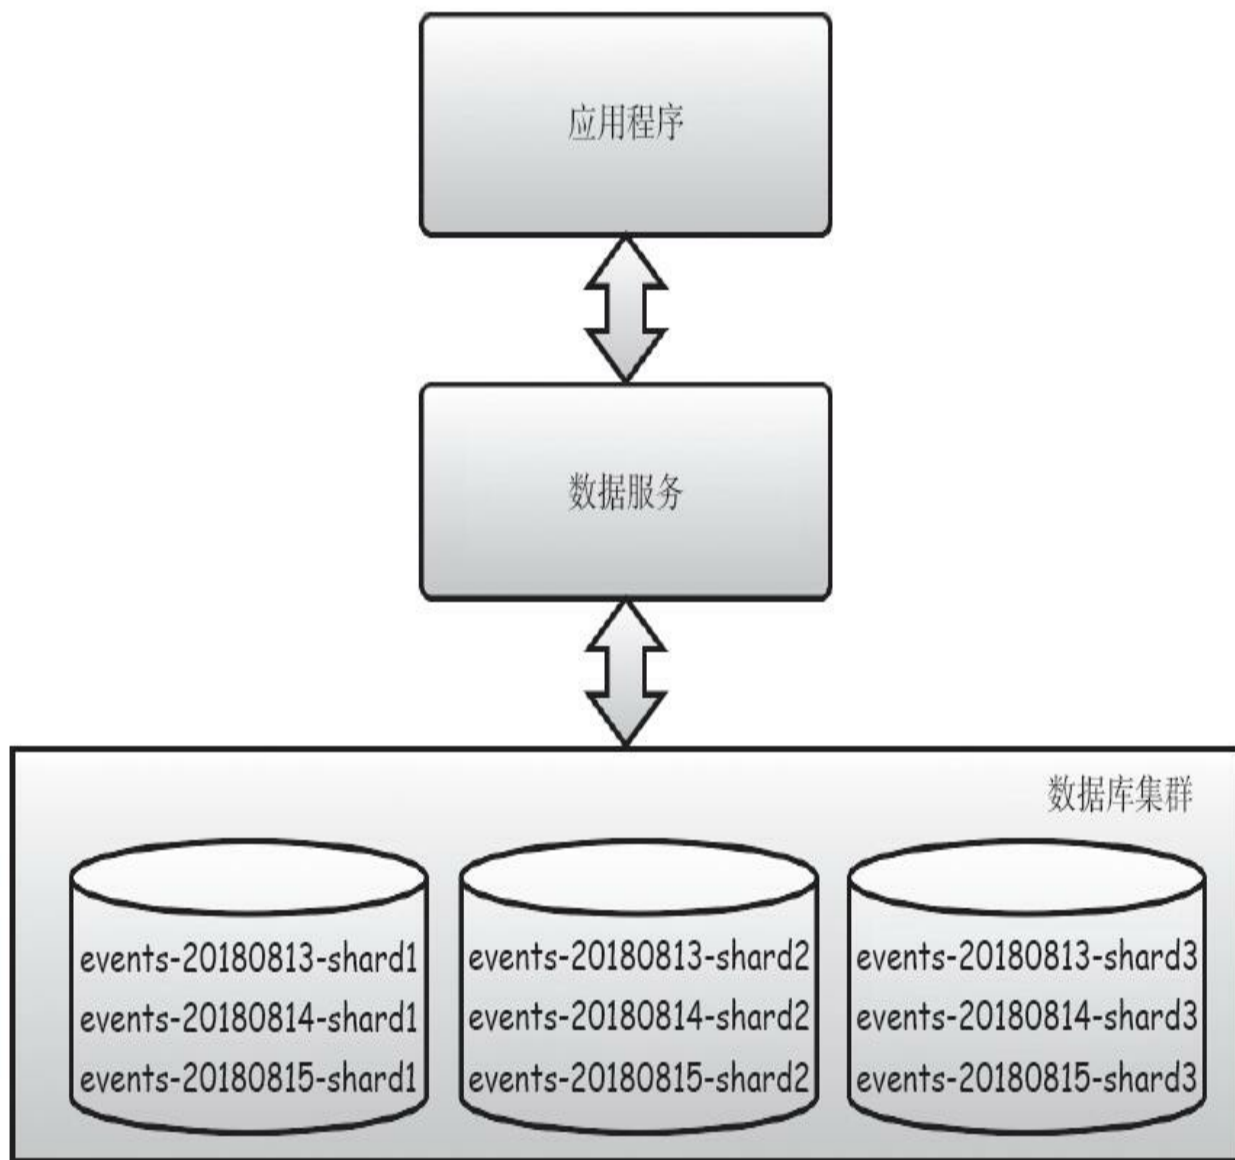 应用程序
数据服务
数据库集群
events-20180813-shard1
events-20180814-shard1
events-20180815-shard1
events-20180813-shard2
events-20180814-shard2
events-20180815-shard2
events-20180813-shard3
events-20180814-shard3
events-20180815-shard3